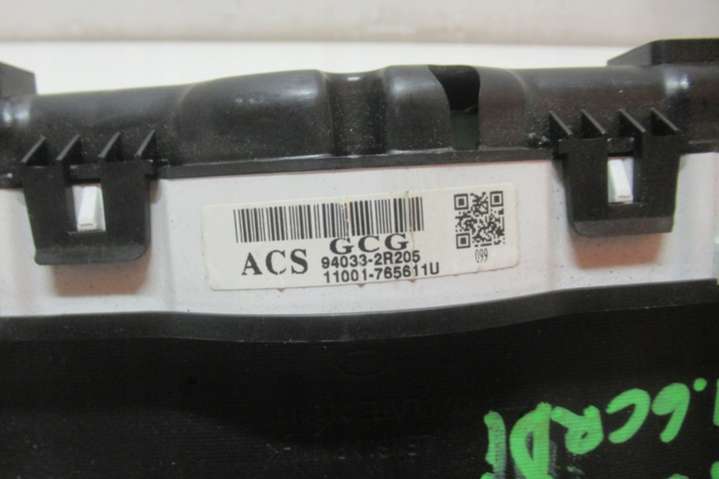 GCG
ACS 94033-2R205
11001-765611U
099
1.6CRDi